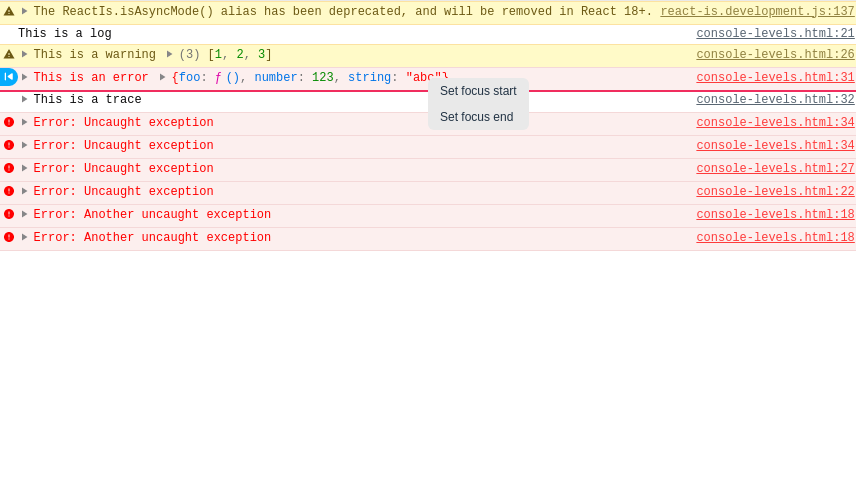 The ReactIs.isAsyncMode() alias has been deprecated, and will be removed in React 18+. react-is.development.js:137
This is a log console-levels.html:21
This is a warning (3) [1, 2, 3] console-levels.html:26
This is an error {foo: ƒ (), number: 123, string: "abc"} console-levels.html:31
Set focus start
This is a trace console-levels.html:32
Set focus end
Error: Uncaught exception console-levels.html:34
Error: Uncaught exception console-levels.html:34
Error: Uncaught exception console-levels.html:27
Error: Uncaught exception console-levels.html:22
Error: Another uncaught exception console-levels.html:18
Error: Another uncaught exception console-levels.html:18